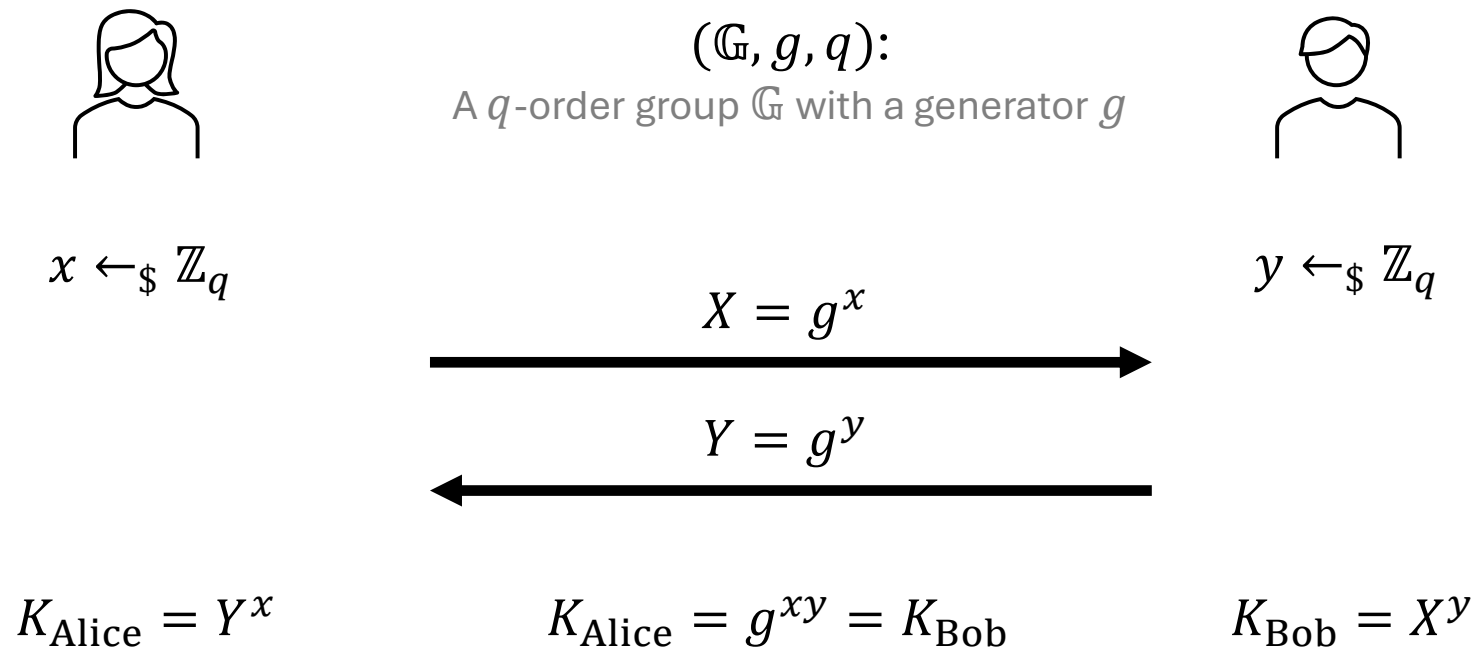 (𝔾, g, q):
A q-order group 𝔾 with a generator g
x ←$ ℤq
y ←$ ℤq
X = g^x
Y = g^y
K_Alice = Y^x
K_Alice = g^xy = K_Bob
K_Bob = X^y